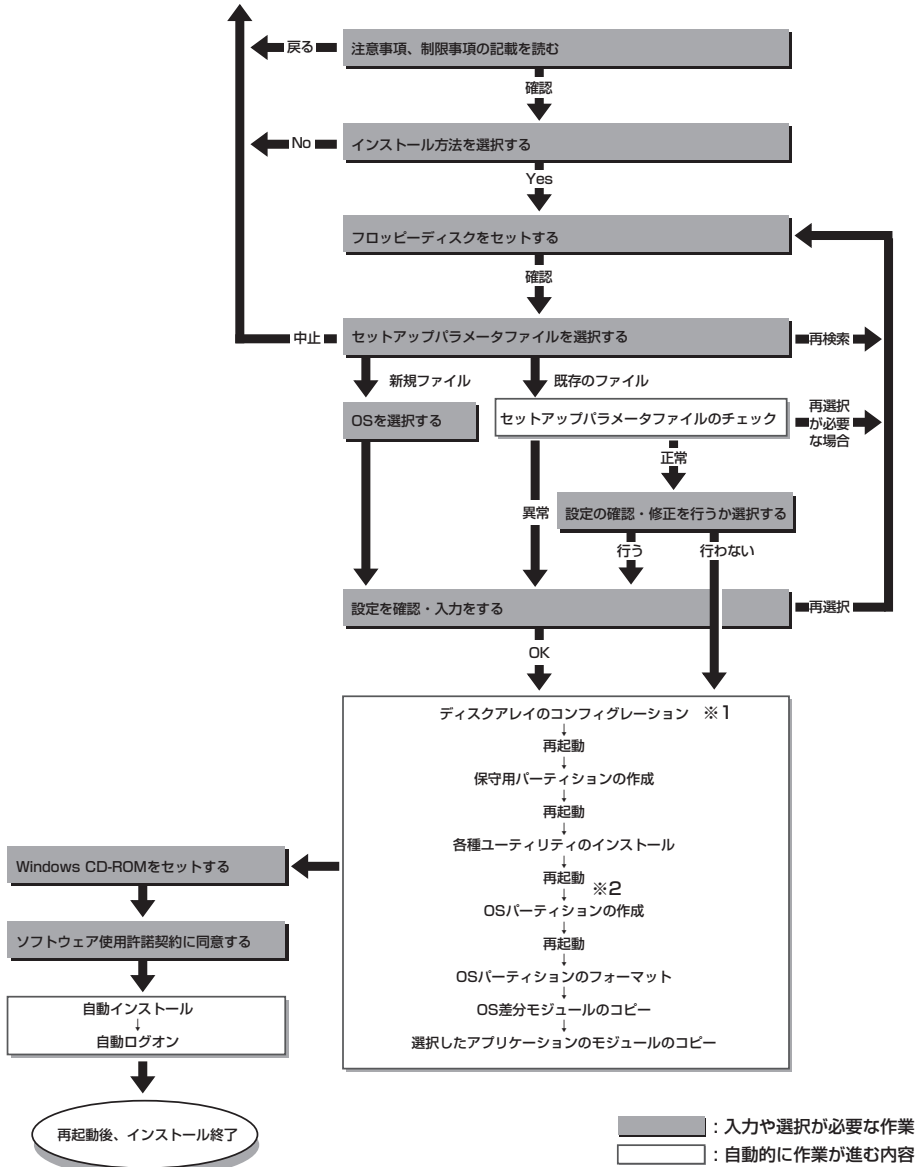 戻る
注意事項、制限事項の記載を読む
確認
No
インストール方法を選択する
Yes
フロッピーディスクをセットする
確認
中止
セットアップパラメータファイルを選択する
再検索
新規ファイル
既存のファイル
OSを選択する
セットアップパラメータファイルのチェック
再選択
が必要
な場合
正常
異常
設定の確認・修正を行うか選択する
行う
行わない
設定を確認・入力をする
再選択
OK
ディスクアレイのコンフィグレーション ※1
↓
再起動
↓
保守用パーティションの作成
↓
再起動
↓
各種ユーティリティのインストール
↓
再起動
↓ ※2
OSパーティションの作成
↓
再起動
↓
OSパーティションのフォーマット
↓
OS差分モジュールのコピー
↓
選択したアプリケーションのモジュールのコピー
Windows CD-ROMをセットする
ソフトウェア使用許諾契約に同意する
自動インストール
↓
自動ログオン
再起動後、インストール終了
：入力や選択が必要な作業
：自動的に作業が進む内容